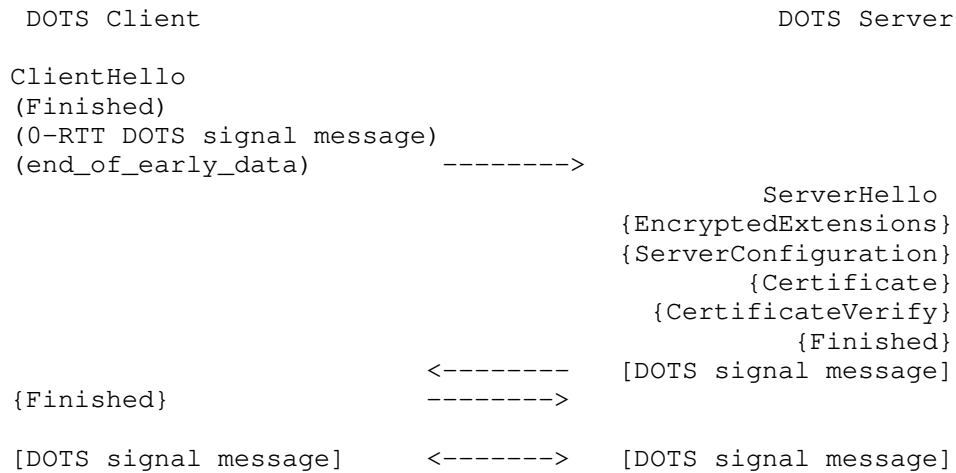 DOTS Client                                    DOTS Server
ClientHello
(Finished)
(0-RTT DOTS signal message)
(end_of_early_data)        -------->
ServerHello
{EncryptedExtensions}
{ServerConfiguration}
{Certificate}
{CertificateVerify}
{Finished}
<--------   [DOTS signal message]
{Finished}                 -------->
[DOTS signal message]      <------->   [DOTS signal message]